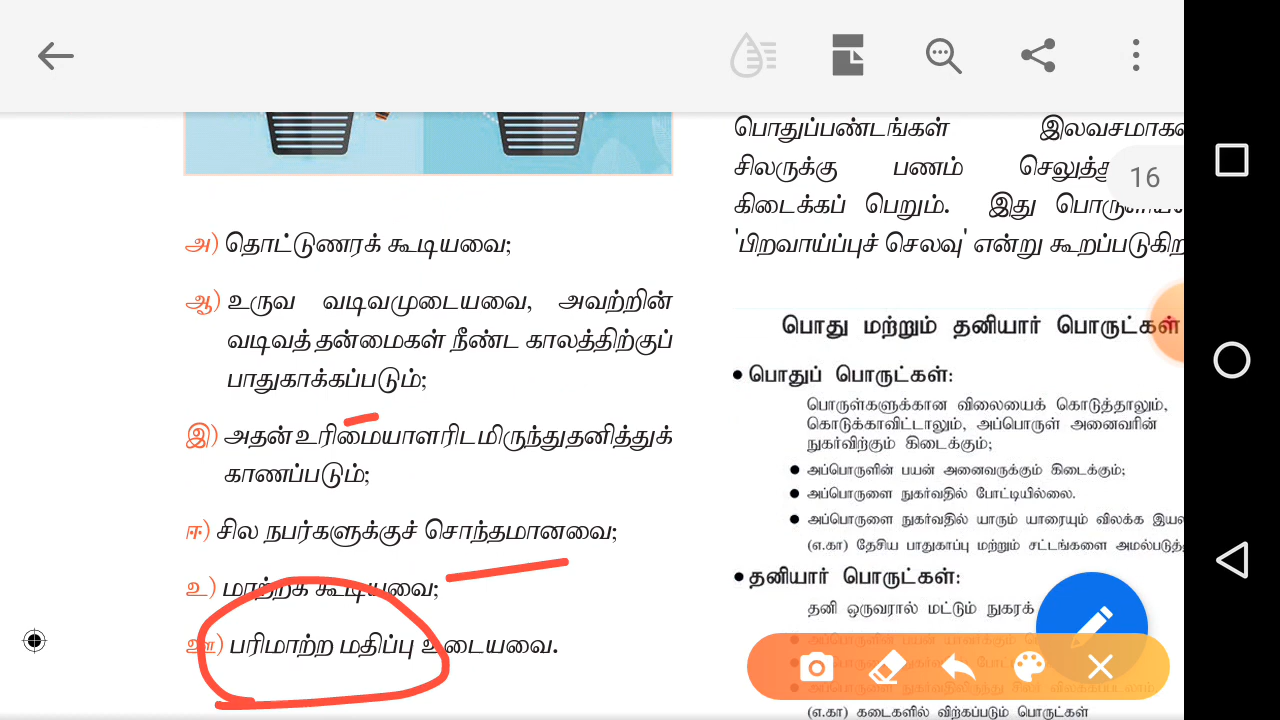 16
அ) தொட்டுணரக் கூடியவை;
ஆ) உருவ வடிவமுடையவை, அவற்றின்
வடிவத் தன்மைகள் நீண்ட காலத்திற்குப்
பாதுகாக்கப்படும்;
இ) அதன் உரிமையாளரிடமிருந்து தனித்துக்
காணப்படும்;
ஈ) சில நபர்களுக்குச் சொந்தமானவை;
உ) மாற்றக் கூடியவை;
ஊ) பரிமாற்ற மதிப்பு உடையவை.
பொதுப்பண்டங்கள்
சிலருக்கு பணம்
கிடைக்கப் பெறும். இது
'பிறவாய்ப்புச் செலவு' என்று
பொது மற்றும் தனியார் பொருட்கள்
• பொதுப் பொருட்கள்:
பொருள்களுக்கான விலையைக் கொடுத்தாலும்,
கொடுக்காவிட்டாலும், அப்பொருள் அனைவரின்
நுகர்விற்கும் கிடைக்கும்;
● அப்பொருளின் பயன் அனைவருக்கும் கிடைக்கும்;
● அப்பொருளை நுகர்வதில் போட்டியில்லை.
● அப்பொருளை நுகர்வதில் யாரும் யாரையும் விலக்க
(எ.கா) தேசிய பாதுகாப்பு மற்றும் சட்டங்களை
• தனியார் பொருட்கள்:
தனி ஒருவரால் மட்டும் நுகரக்
(எ.கா) கடைகளில் விற்கப்படும் பொருட்கள்